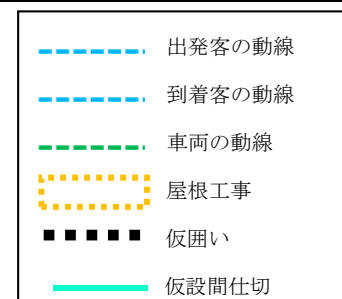 出発客の動線
到着客の動線
車両の動線
屋根工事
仮囲い
仮設間仕切